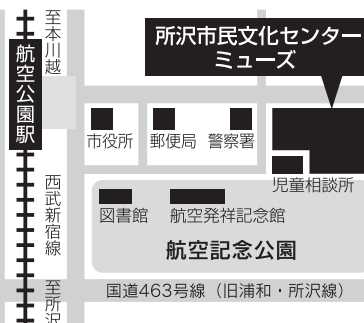 至本川越
所沢市民文化センター
ミューズ
航空公園駅
市役所
郵便局
警察署
児童相談所
西武新宿線
図書館
航空発祥記念館
航空記念公園
至所沢
国道463号線（旧浦和・所沢線）